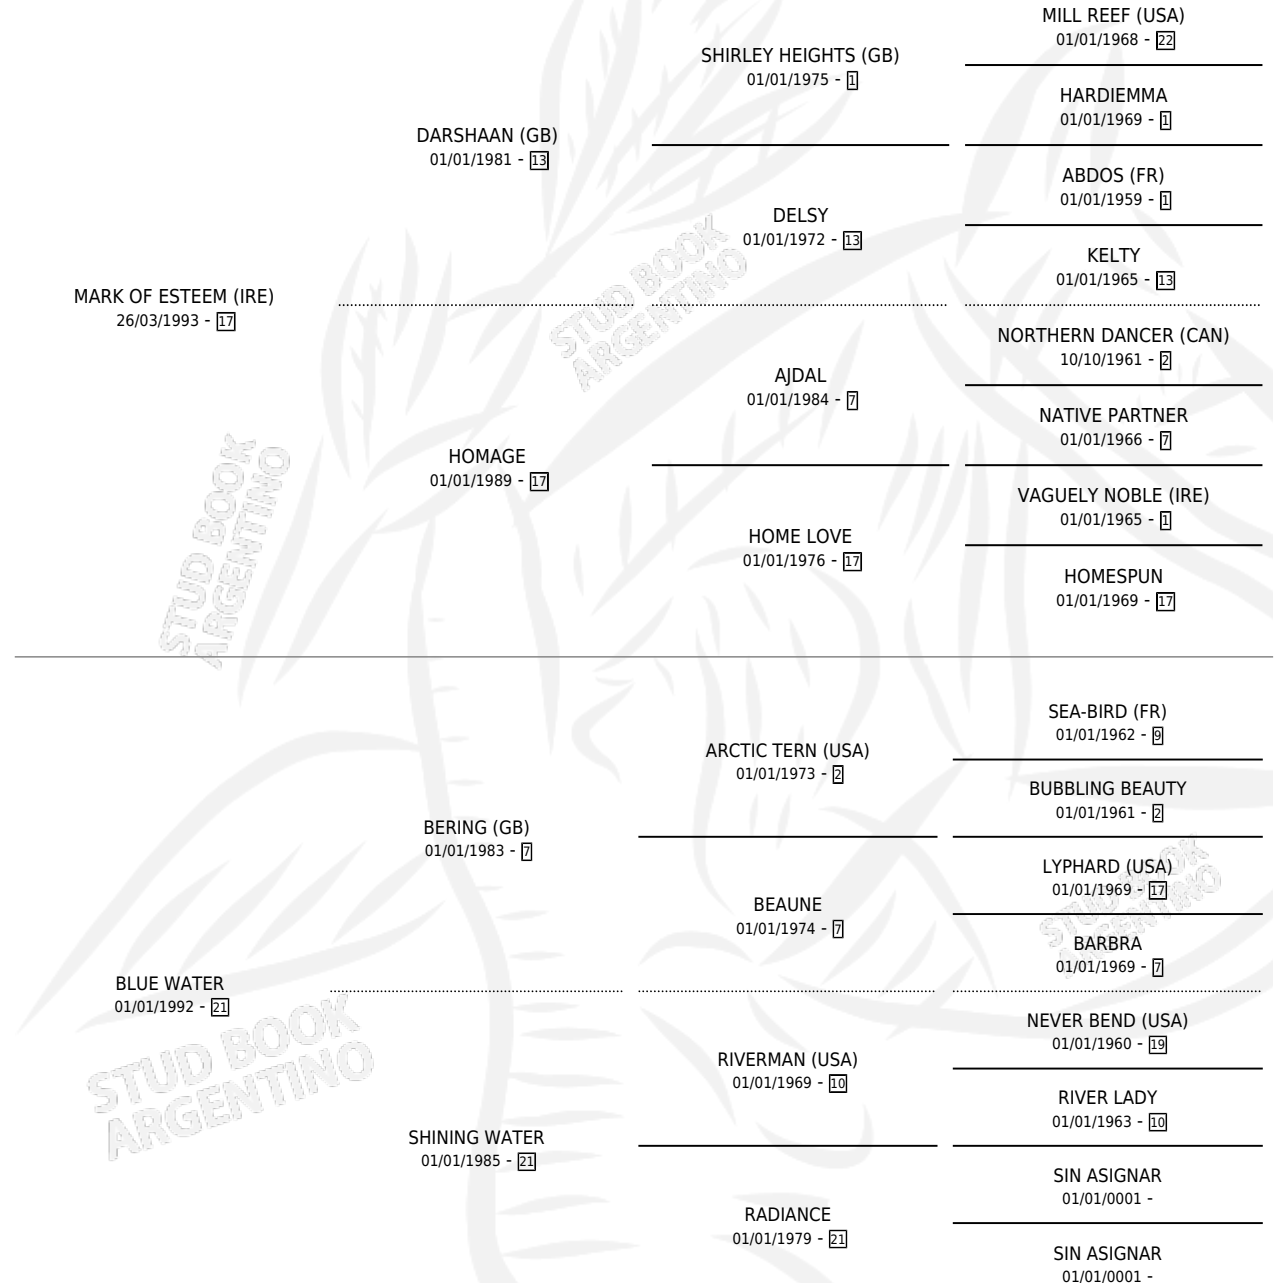 MILL REEF (USA)
01/01/1968 - 22
SHIRLEY HEIGHTS (GB)
01/01/1975 - 1
HARDIEMMA
01/01/1969 - 1
DARSHAAN (GB)
01/01/1981 - 13
ABDOS (FR)
01/01/1959 - 1
DELSY
01/01/1972 - 13
KELTY
01/01/1965 - 13
MARK OF ESTEEM (IRE)
26/03/1993 - 17
NORTHERN DANCER (CAN)
10/10/1961 - 2
AJDAL
01/01/1984 - 7
NATIVE PARTNER
01/01/1966 - 7
HOMAGE
01/01/1989 - 17
VAGUELY NOBLE (IRE)
01/01/1965 - 1
HOME LOVE
01/01/1976 - 17
HOMESPUN
01/01/1969 - 17
SEA-BIRD (FR)
01/01/1962 - 9
ARCTIC TERN (USA)
01/01/1973 - 2
BUBBLING BEAUTY
01/01/1961 - 2
BERING (GB)
01/01/1983 - 7
LYPHARD (USA)
01/01/1969 - 17
BEAUNE
01/01/1974 - 7
BARBRA
01/01/1969 - 7
BLUE WATER
01/01/1992 - 21
NEVER BEND (USA)
01/01/1960 - 19
RIVERMAN (USA)
01/01/1969 - 10
RIVER LADY
01/01/1963 - 10
SHINING WATER
01/01/1985 - 21
SIN ASIGNAR
01/01/0001 -
RADIANCE
01/01/1979 - 21
SIN ASIGNAR
01/01/0001 -
STUD BOOK
ARGENTINO
STUD BOOK
ARGENTINO
STUD BOOK
ARGENTINO
STUD BOOK
ARGENTINO